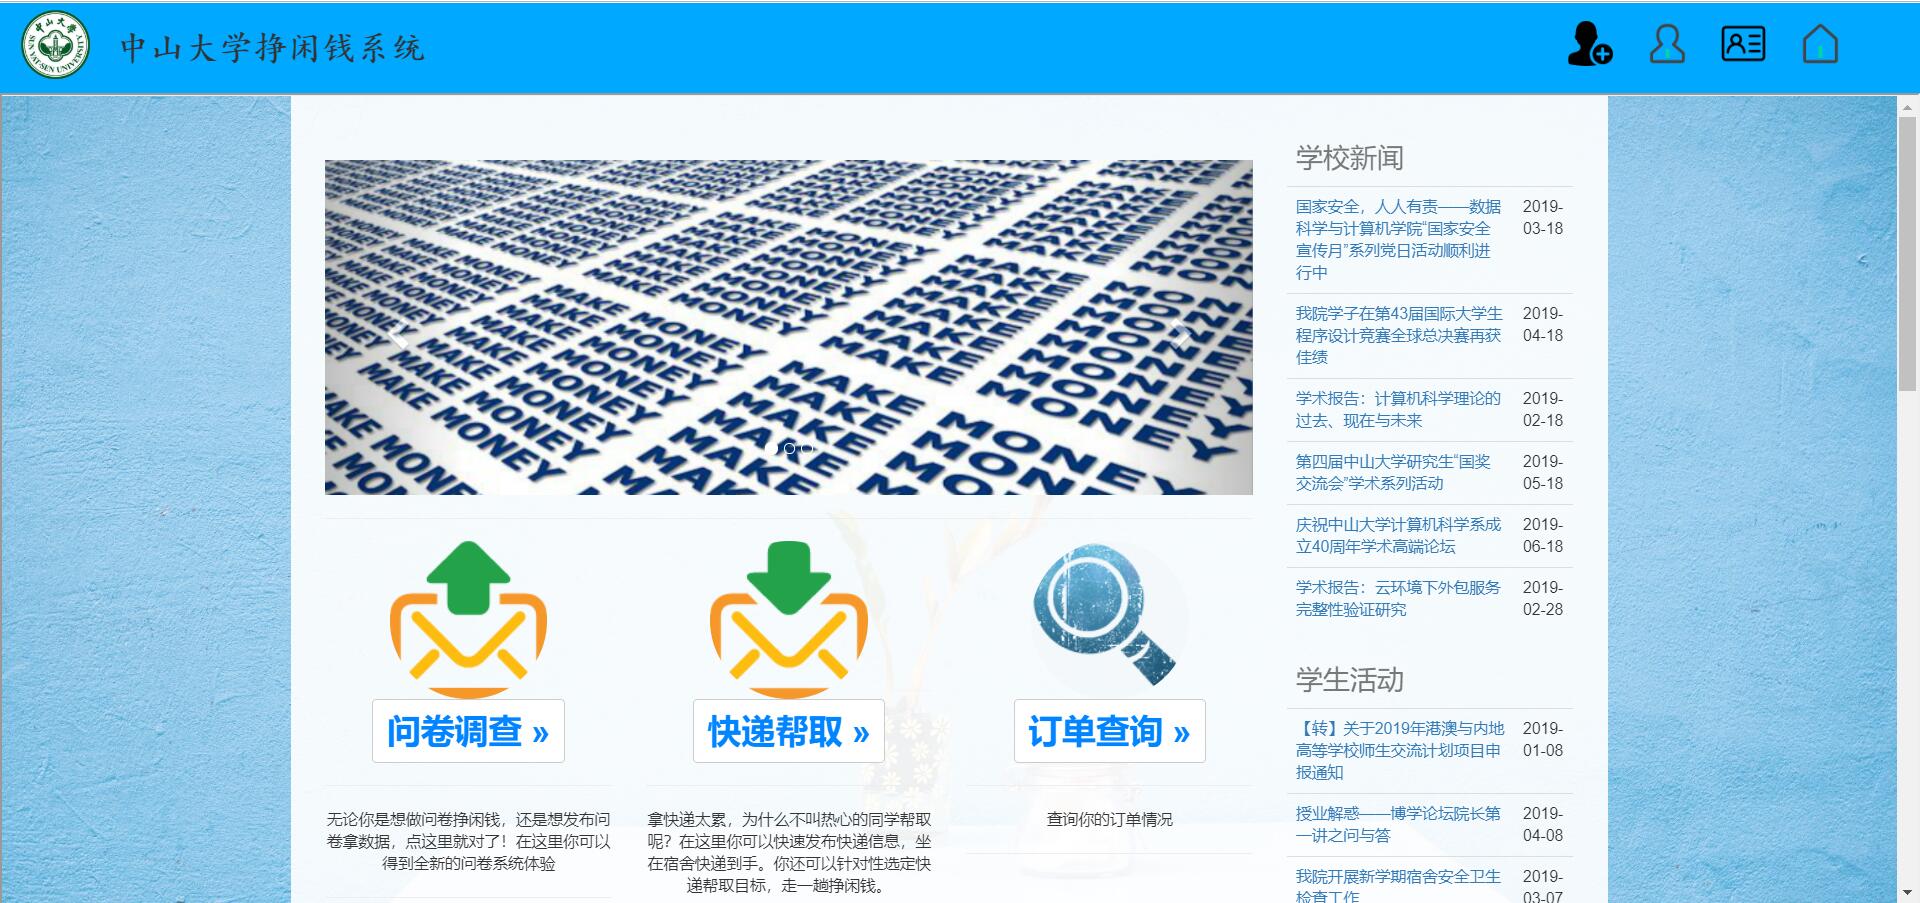 中山大学挣闲钱系统
中山大学
SUN YAT-SEN UNIVERSITY
MAKE MONEY
问卷调查 »
快递帮取 »
订单查询 »
无论你是想做问卷挣闲钱，还是想发布问
卷拿数据，点这里就对了！在这里你可以
得到全新的问卷系统体验
拿快递太累，为什么不叫热心的同学帮取
呢？在这里你可以快速发布快递信息，坐
在宿舍快递到手。你还可以针对性选定快
递帮取目标，走一趟挣闲钱。
查询你的订单情况
学校新闻
国家安全，人人有责——数据
科学与计算机学院“国家安全
宣传月”系列党日活动顺利进
行中
2019-
03-18
我院学子在第43届国际大学生
程序设计竞赛全球总决赛再获
佳绩
2019-
04-18
学术报告：计算机科学理论的
过去、现在与未来
2019-
02-18
第四届中山大学研究生“国奖
交流会”学术系列活动
2019-
05-18
庆祝中山大学计算机科学系成
立40周年学术高端论坛
2019-
06-18
学术报告：云环境下外包服务
完整性验证研究
2019-
02-28
学生活动
【转】关于2019年港澳与内地
高等学校师生交流计划项目申
报通知
2019-
01-08
授业解惑——博学论坛院长第
一讲之问与答
2019-
04-08
我院开展新学期宿舍安全卫生
检查工作
2019-
03-07